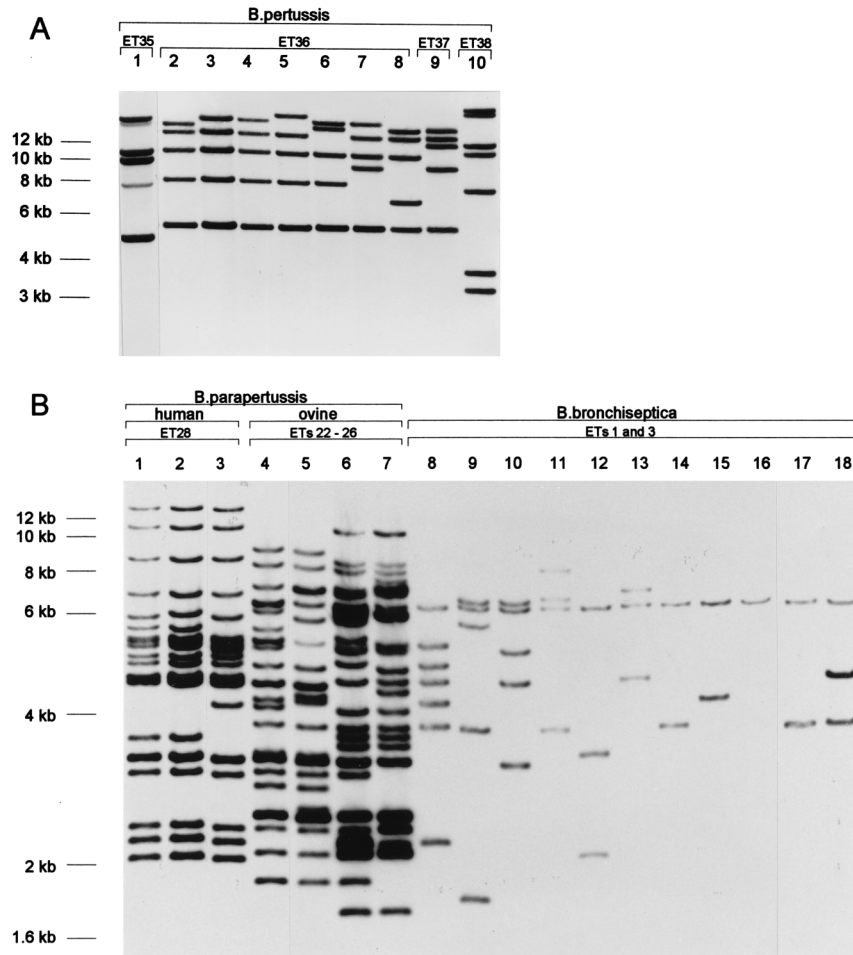 A
B.pertussis
ET35 ET36 ET37 ET38
1 2 3 4 5 6 7 8 9 10
12 kb
10 kb
8 kb
6 kb
4 kb
3 kb
B
B.parapertussis
human ovine B.bronchiseptica
ET28 ETs 22 - 26 ETs 1 and 3
1 2 3 4 5 6 7 8 9 10 11 12 13 14 15 16 17 18
12 kb
10 kb
8 kb
6 kb
4 kb
2 kb
1.6 kb